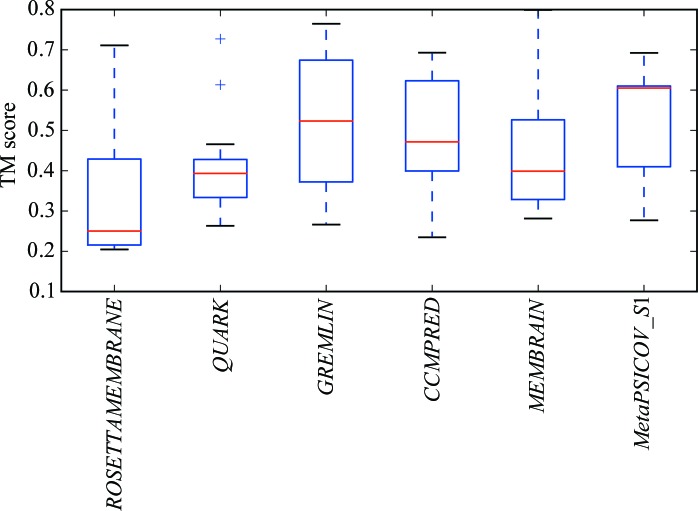 0.8
0.7
0.6
0.5
0.4
0.3
0.2
0.1
TM score
ROSETTAMEMBRANE
QUARK
GREMLIN
CCMPRED
MEMBRAIN
MetaPSICOV_S1